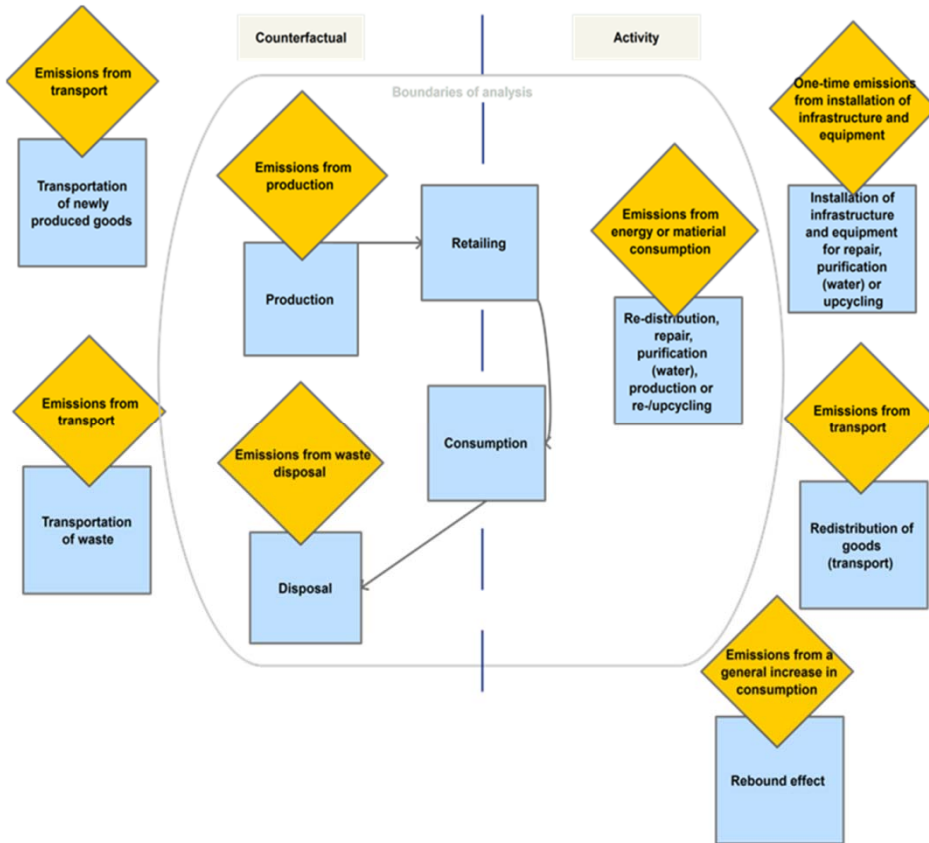 Counterfactual
Activity
Boundaries of analysis
Emissions from
transport
Transportation
of newly
produced goods
Emissions from
production
Production
Retailing
Emissions from
energy or matierial
consumption
Re-distribution,
repair,
purification
(water),
production or
re-/upcycling
One-time emissions
from installation of
infrastructure and
equipment
Installation of
infrastructure
and equipment
for repair,
purification
(water) or
upcycling
Emissions from
transport
Transportation
of waste
Emissions from waste
disposal
Disposal
Consumption
Emissions from
transport
Redistribution of
goods
(transport)
Emissions from a
general increase in
consumption
Rebound effect